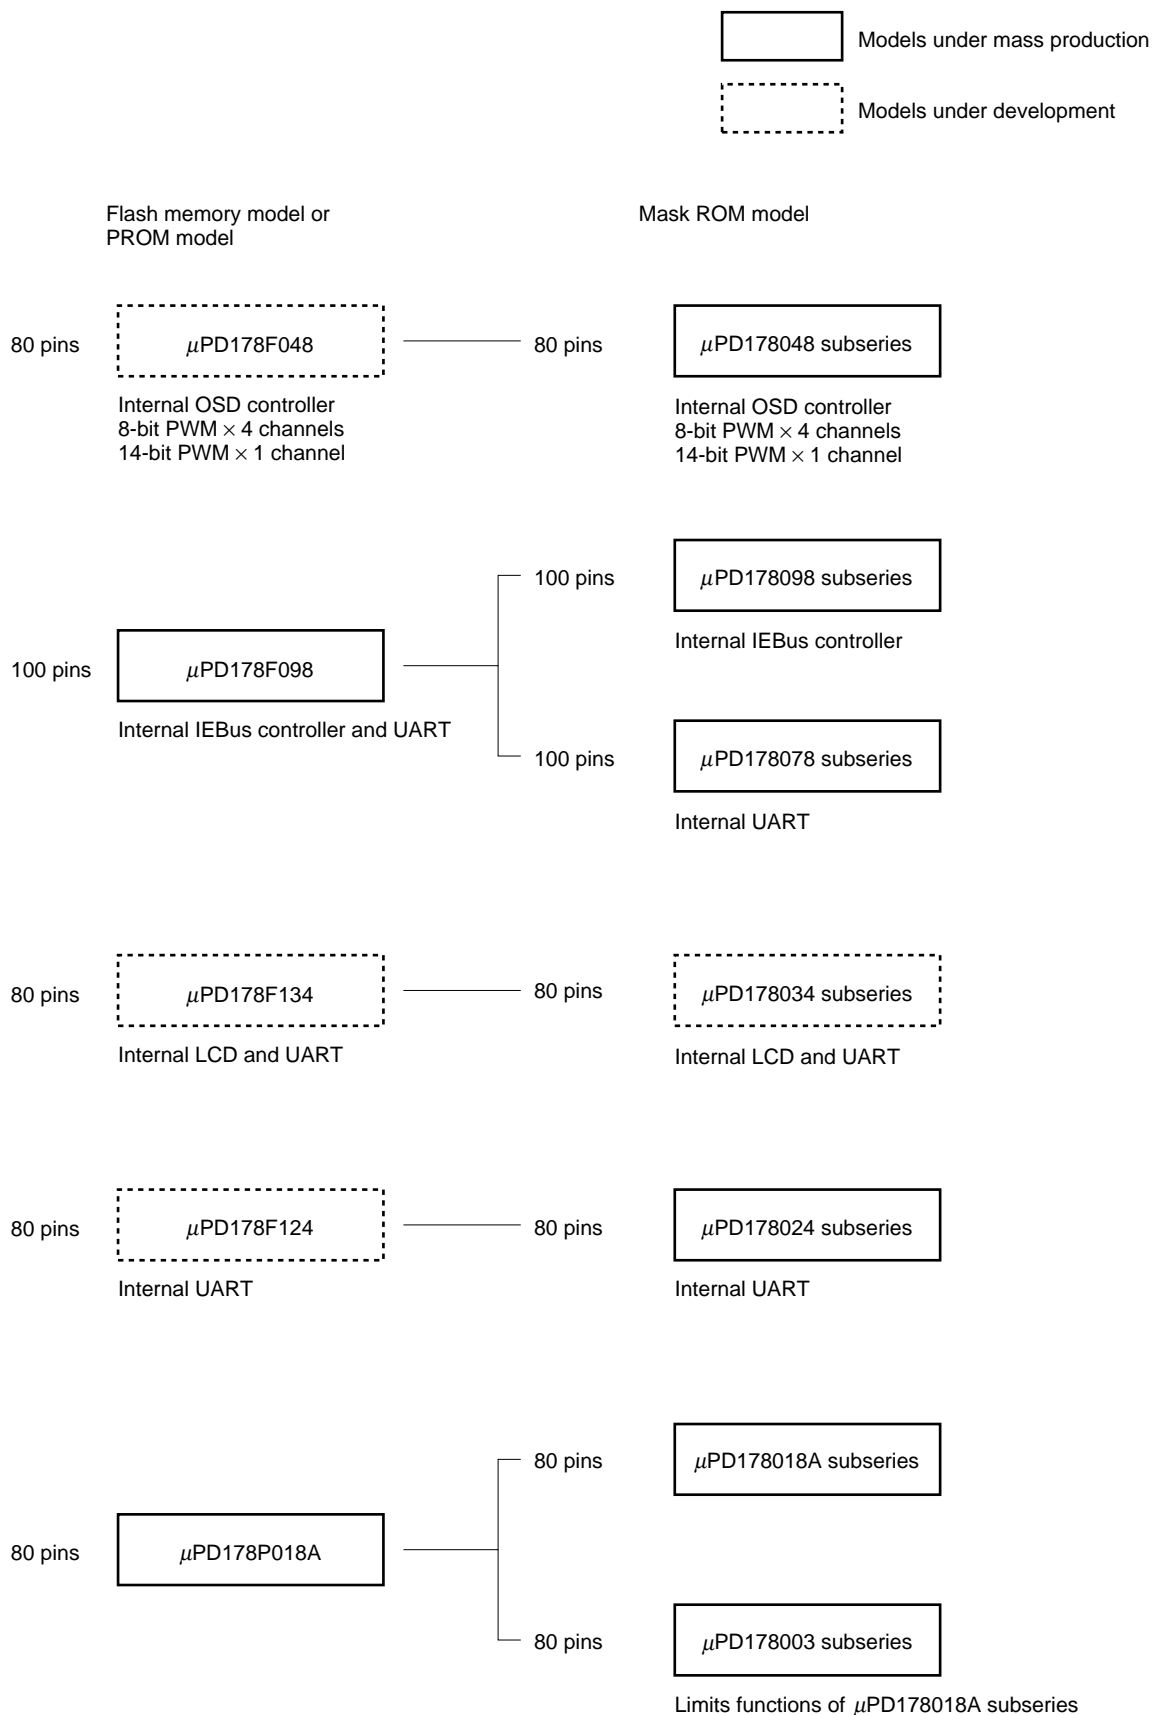 Models under mass production
Models under development
Flash memory model or
PROM model
Mask ROM model
80 pins
μPD178F048
80 pins
μPD178048 subseries
Internal OSD controller
8-bit PWM × 4 channels
14-bit PWM × 1 channel
Internal OSD controller
8-bit PWM × 4 channels
14-bit PWM × 1 channel
100 pins
μPD178098 subseries
Internal IEBus controller
100 pins
μPD178F098
Internal IEBus controller and UART
100 pins
μPD178078 subseries
Internal UART
80 pins
μPD178F134
80 pins
μPD178034 subseries
Internal LCD and UART
Internal LCD and UART
80 pins
μPD178F124
80 pins
μPD178024 subseries
Internal UART
Internal UART
80 pins
μPD178018A subseries
80 pins
μPD178P018A
80 pins
μPD178003 subseries
Limits functions of μPD178018A subseries